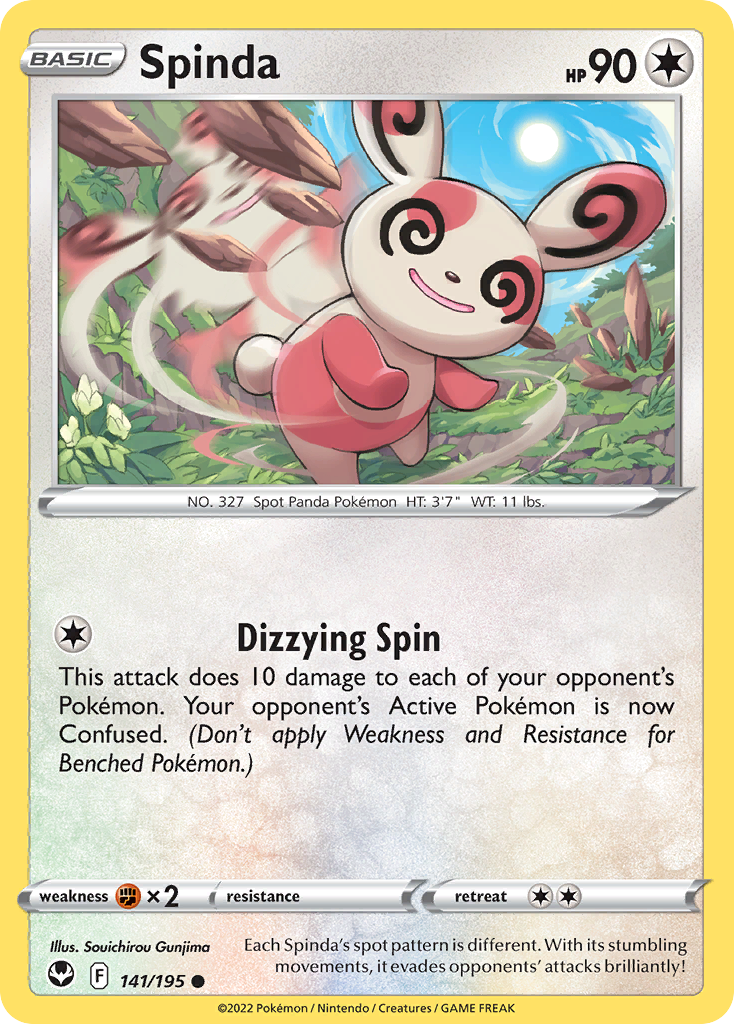 BASIC Spinda HP 90
NO. 327 Spot Panda Pokémon HT: 3'7" WT: 11 lbs.
Dizzying Spin
This attack does 10 damage to each of your opponent's
Pokémon. Your opponent's Active Pokémon is now
Confused. (Don't apply Weakness and Resistance for
Benched Pokémon.)
weakness ×2 resistance retreat
Illus. Souichirou Gunjima
Each Spinda's spot pattern is different. With its stumbling
movements, it evades opponents' attacks brilliantly!
F 141/195
©2022 Pokémon / Nintendo / Creatures / GAME FREAK